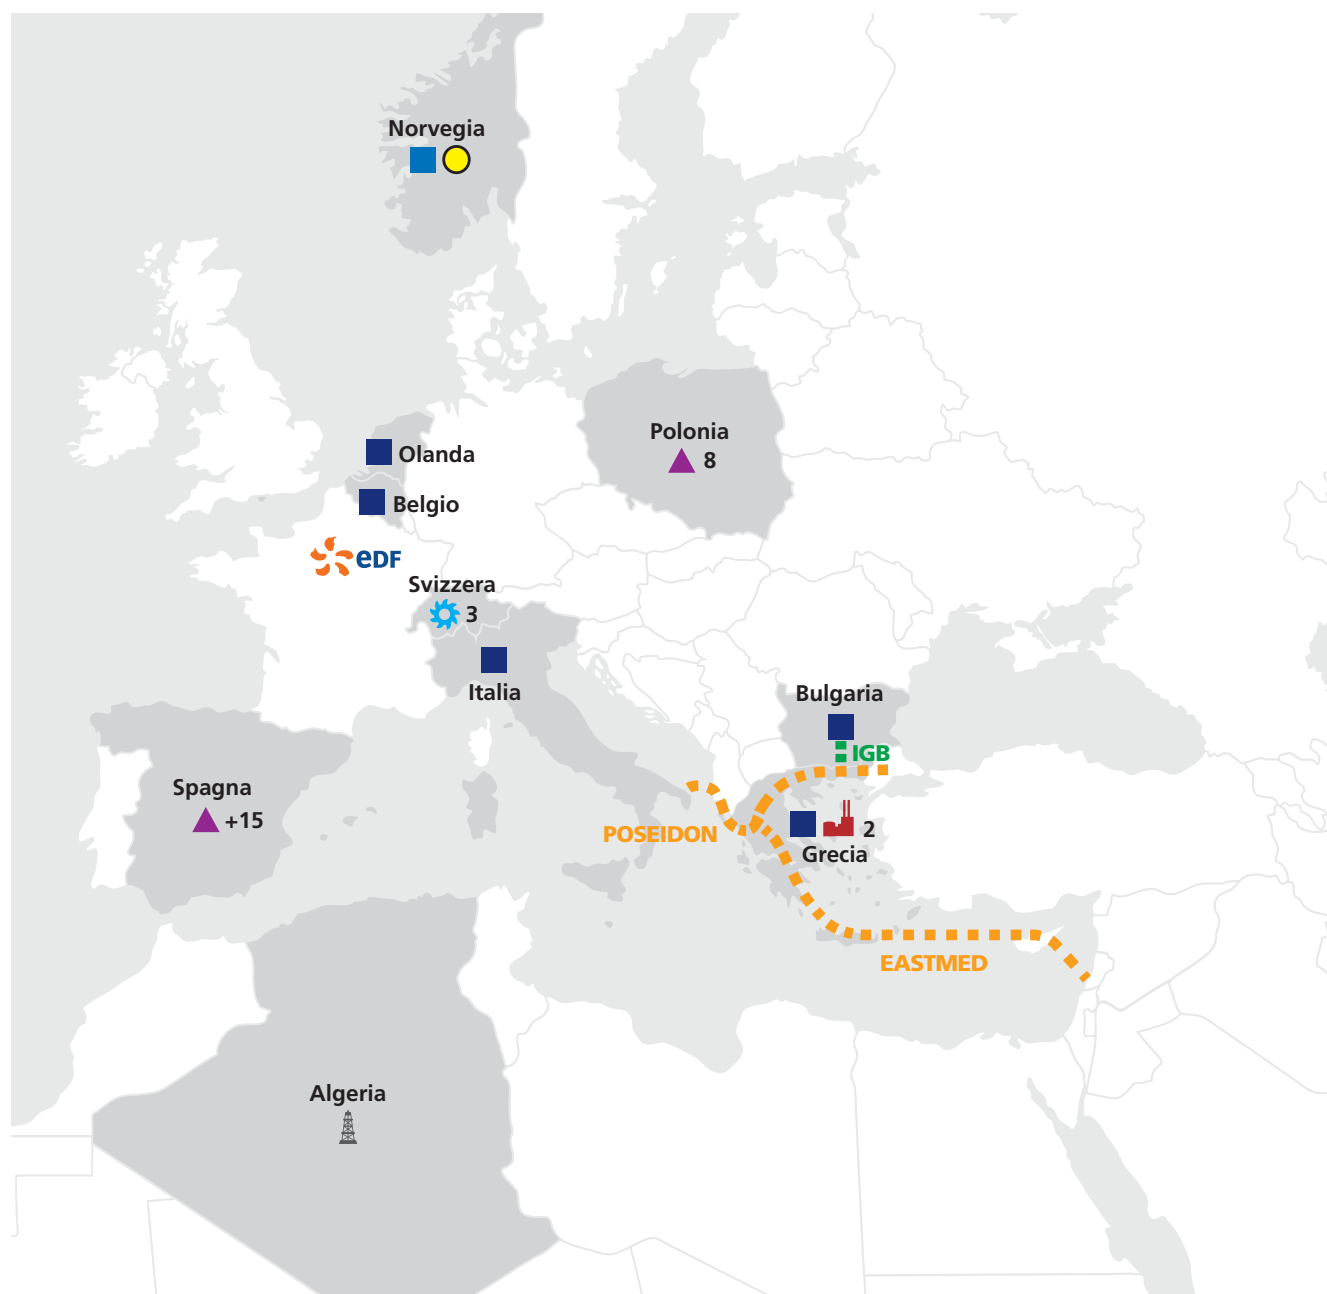 Norvegia
Polonia
8
Olanda
Belgio
eDF
Svizzera
3
Italia
Bulgaria
IGB
Spagna
+15
POSEIDON
2
Grecia
EASTMED
Algeria